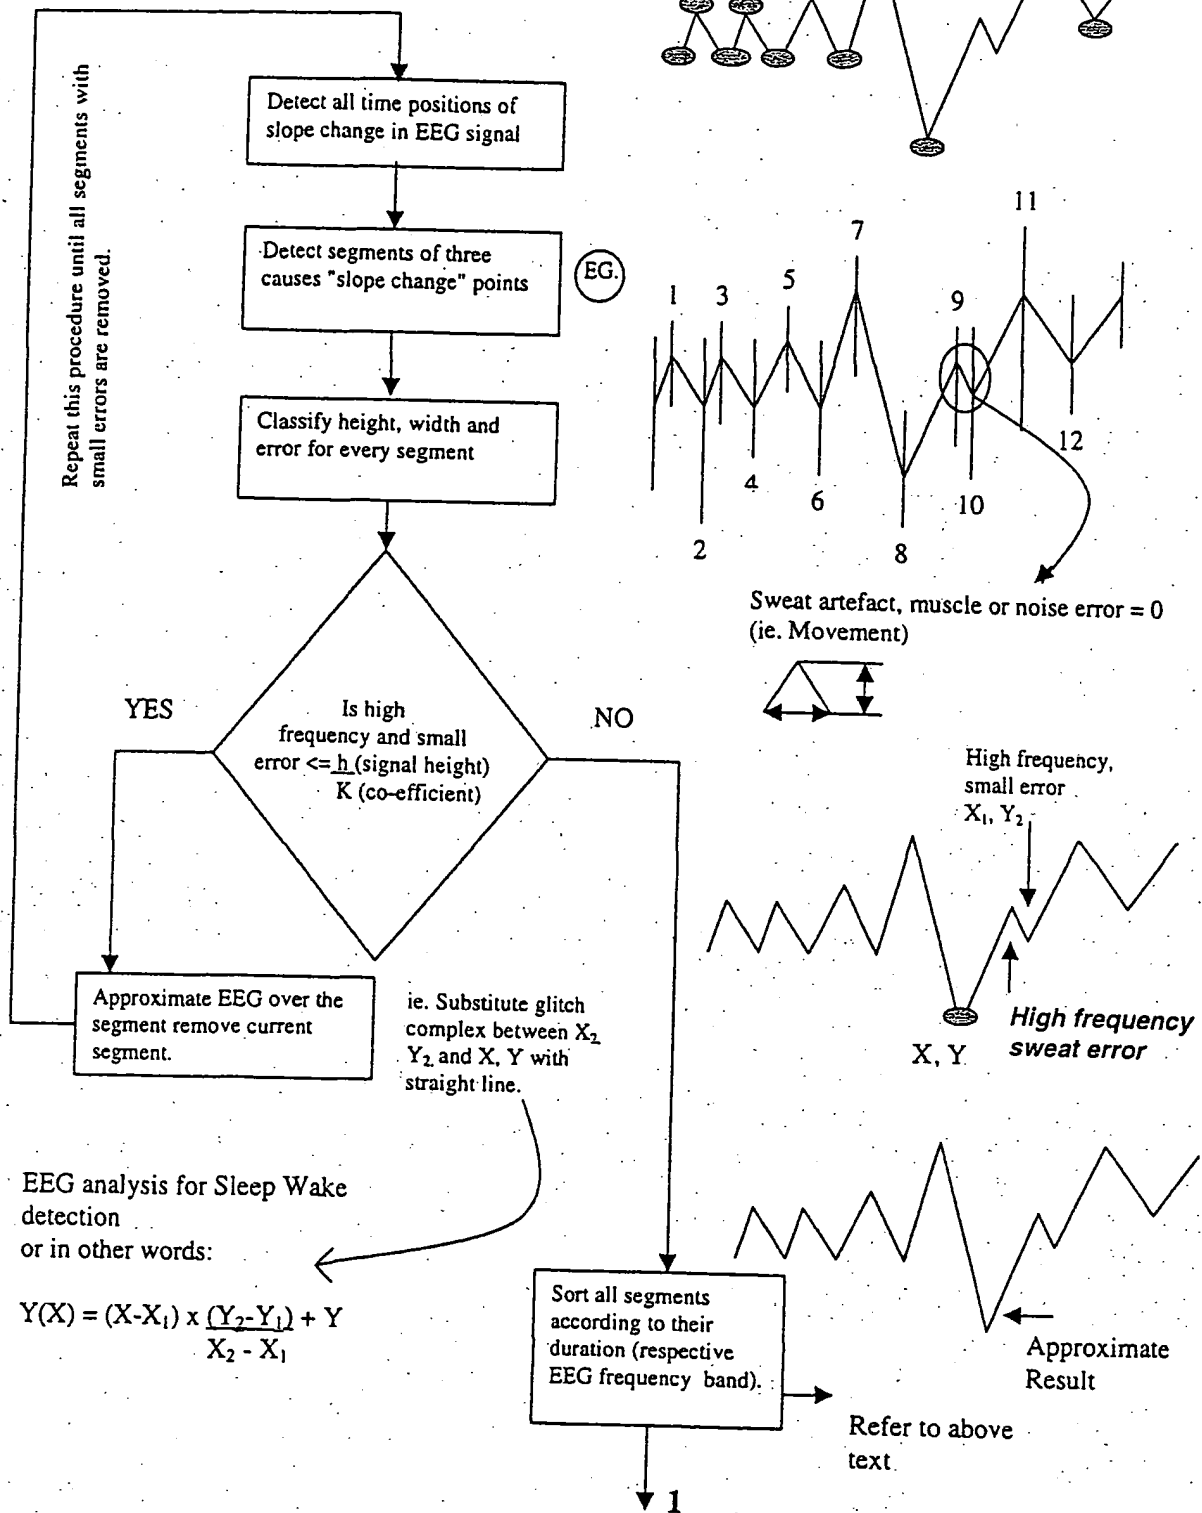 Repeat this procedure until all segments with
small errors are removed.
Detect all time positions of
slope change in EEG signal
Detect segments of three
causes "slope change" points
EG.
Classify height, width and
error for every segment
1
3
5
7
9
11
2
4
6
8
10
12
Sweat artefact, muscle or noise error = 0
(ie. Movement)
YES
Is high
frequency and small
error <= h (signal height)
K (co-efficient)
NO
High frequency,
small error
X₁, Y₂
Approximate EEG over the
segment remove current
segment.
ie. Substitute glitch
complex between X₂
Y₂ and X, Y with
straight line.
X, Y
High frequency
sweat error
EEG analysis for Sleep Wake
detection
or in other words:
Y(X) = (X-X₁) x (Y₂-Y₁) + Y
X₂ - X₁
Sort all segments
according to their
duration (respective
EEG frequency band).
Approximate
Result
Refer to above
text
1